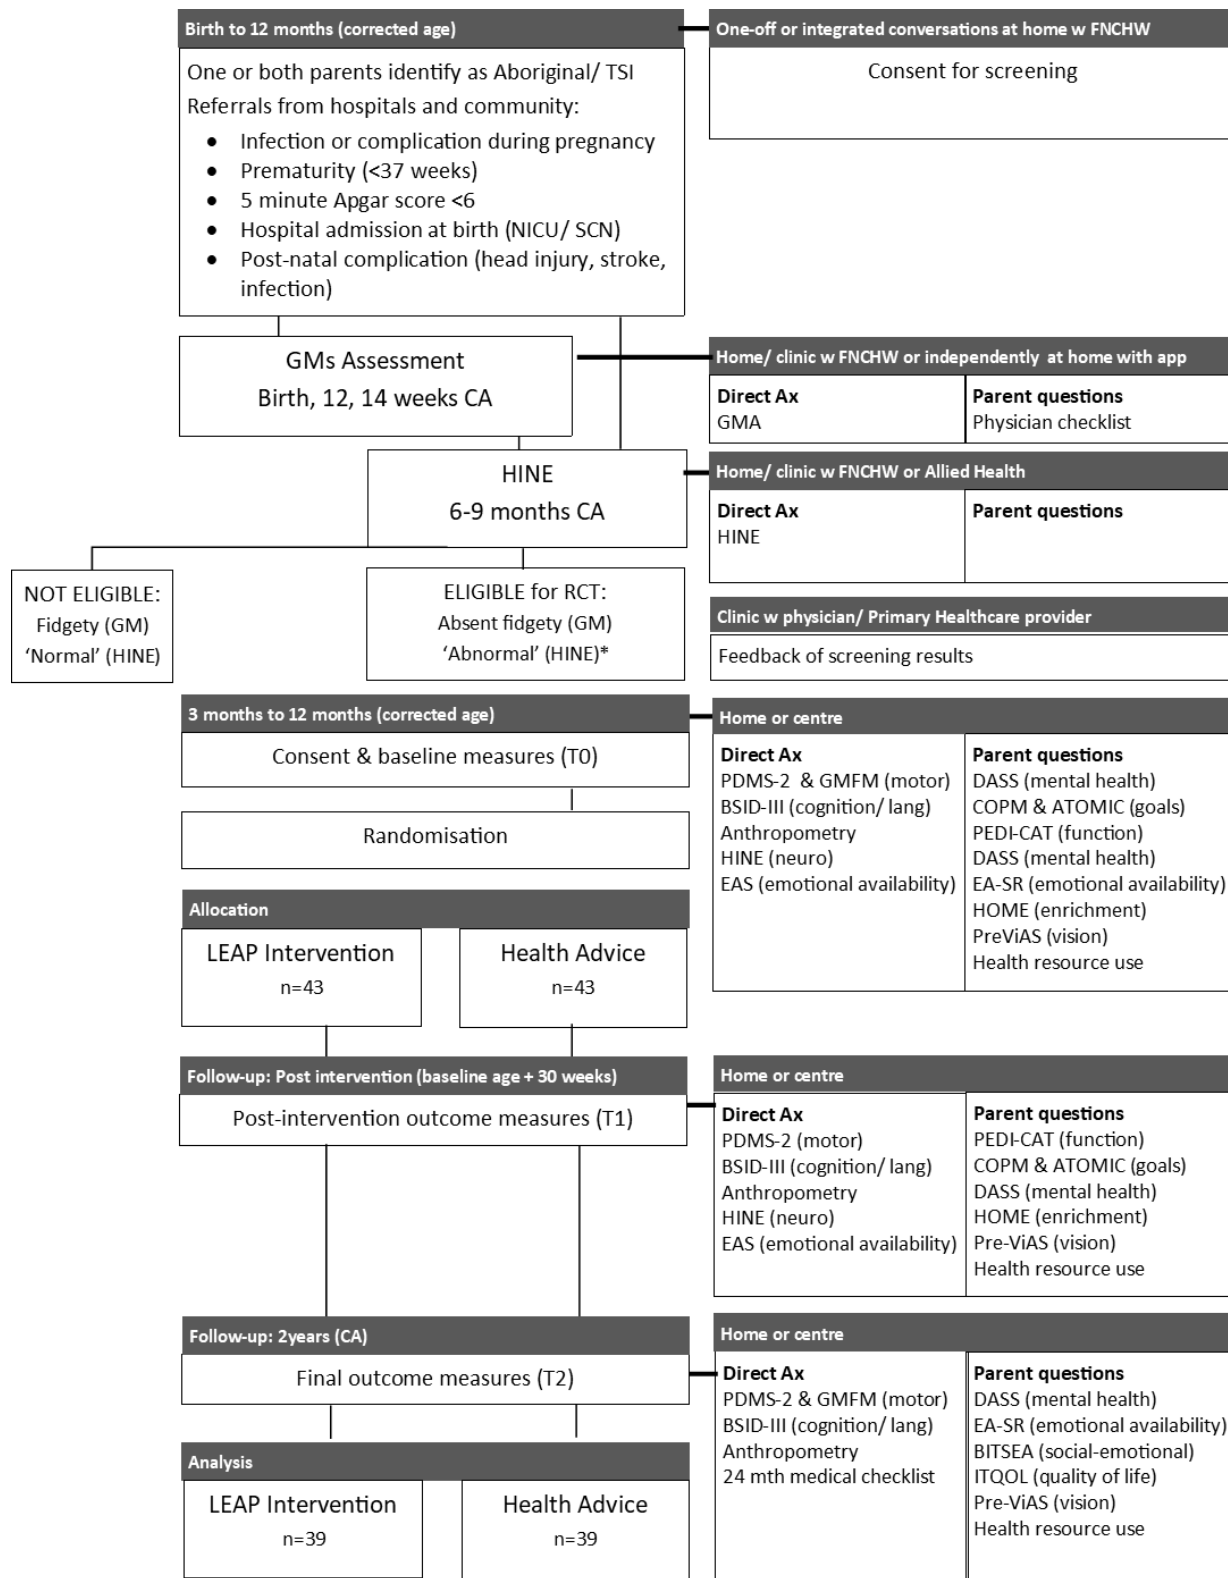 Birth to 12 months (corrected age)
One-off or integrated conversations at home w FNCHW
One or both parents identify as Aboriginal/ TSI
Referrals from hospitals and community:
• Infection or complication during pregnancy
• Prematurity (<37 weeks)
• 5 minute Apgar score <6
• Hospital admission at birth (NICU/ SCN)
• Post-natal complication (head injury, stroke,
infection)
Consent for screening
GMs Assessment
Birth, 12, 14 weeks CA
Home/ clinic w FNCHW or independently at home with app
Direct Ax
GMA
Parent questions
Physician checklist
HINE
6-9 months CA
Home/ clinic w FNCHW or Allied Health
Direct Ax
HINE
Parent questions
NOT ELIGIBLE:
Fidgety (GM)
‘Normal’ (HINE)
ELIGIBLE for RCT:
Absent fidgety (GM)
‘Abnormal’ (HINE)*
Clinic w physician/ Primary Healthcare provider
Feedback of screening results
3 months to 12 months (corrected age)
Consent & baseline measures (T0)
Randomisation
Home or centre
Direct Ax
PDMS-2 & GMFM (motor)
BSID-III (cognition/ lang)
Anthropometry
HINE (neuro)
EAS (emotional availability)
Parent questions
DASS (mental health)
COPM & ATOMIC (goals)
PEDI-CAT (function)
DASS (mental health)
EA-SR (emotional availability)
HOME (enrichment)
PreViAS (vision)
Health resource use
Allocation
LEAP Intervention
n=43
Health Advice
n=43
Follow-up: Post intervention (baseline age + 30 weeks)
Post-intervention outcome measures (T1)
Home or centre
Direct Ax
PDMS-2 (motor)
BSID-III (cognition/ lang)
Anthropometry
HINE (neuro)
EAS (emotional availability)
Parent questions
PEDI-CAT (function)
COPM & ATOMIC (goals)
DASS (mental health)
HOME (enrichment)
Pre-ViAS (vision)
Health resource use
Follow-up: 2years (CA)
Final outcome measures (T2)
Home or centre
Direct Ax
PDMS-2 & GMFM (motor)
BSID-III (cognition/ lang)
Anthropometry
24 mth medical checklist
Parent questions
DASS (mental health)
EA-SR (emotional availability)
BITSEA (social-emotional)
ITQOL (quality of life)
Pre-ViAS (vision)
Health resource use
Analysis
LEAP Intervention
n=39
Health Advice
n=39